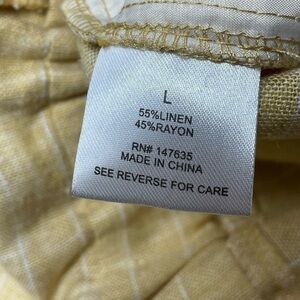 L
55%LINEN
45%RAYON
RN# 147635
MADE IN CHINA
SEE REVERSE FOR CARE